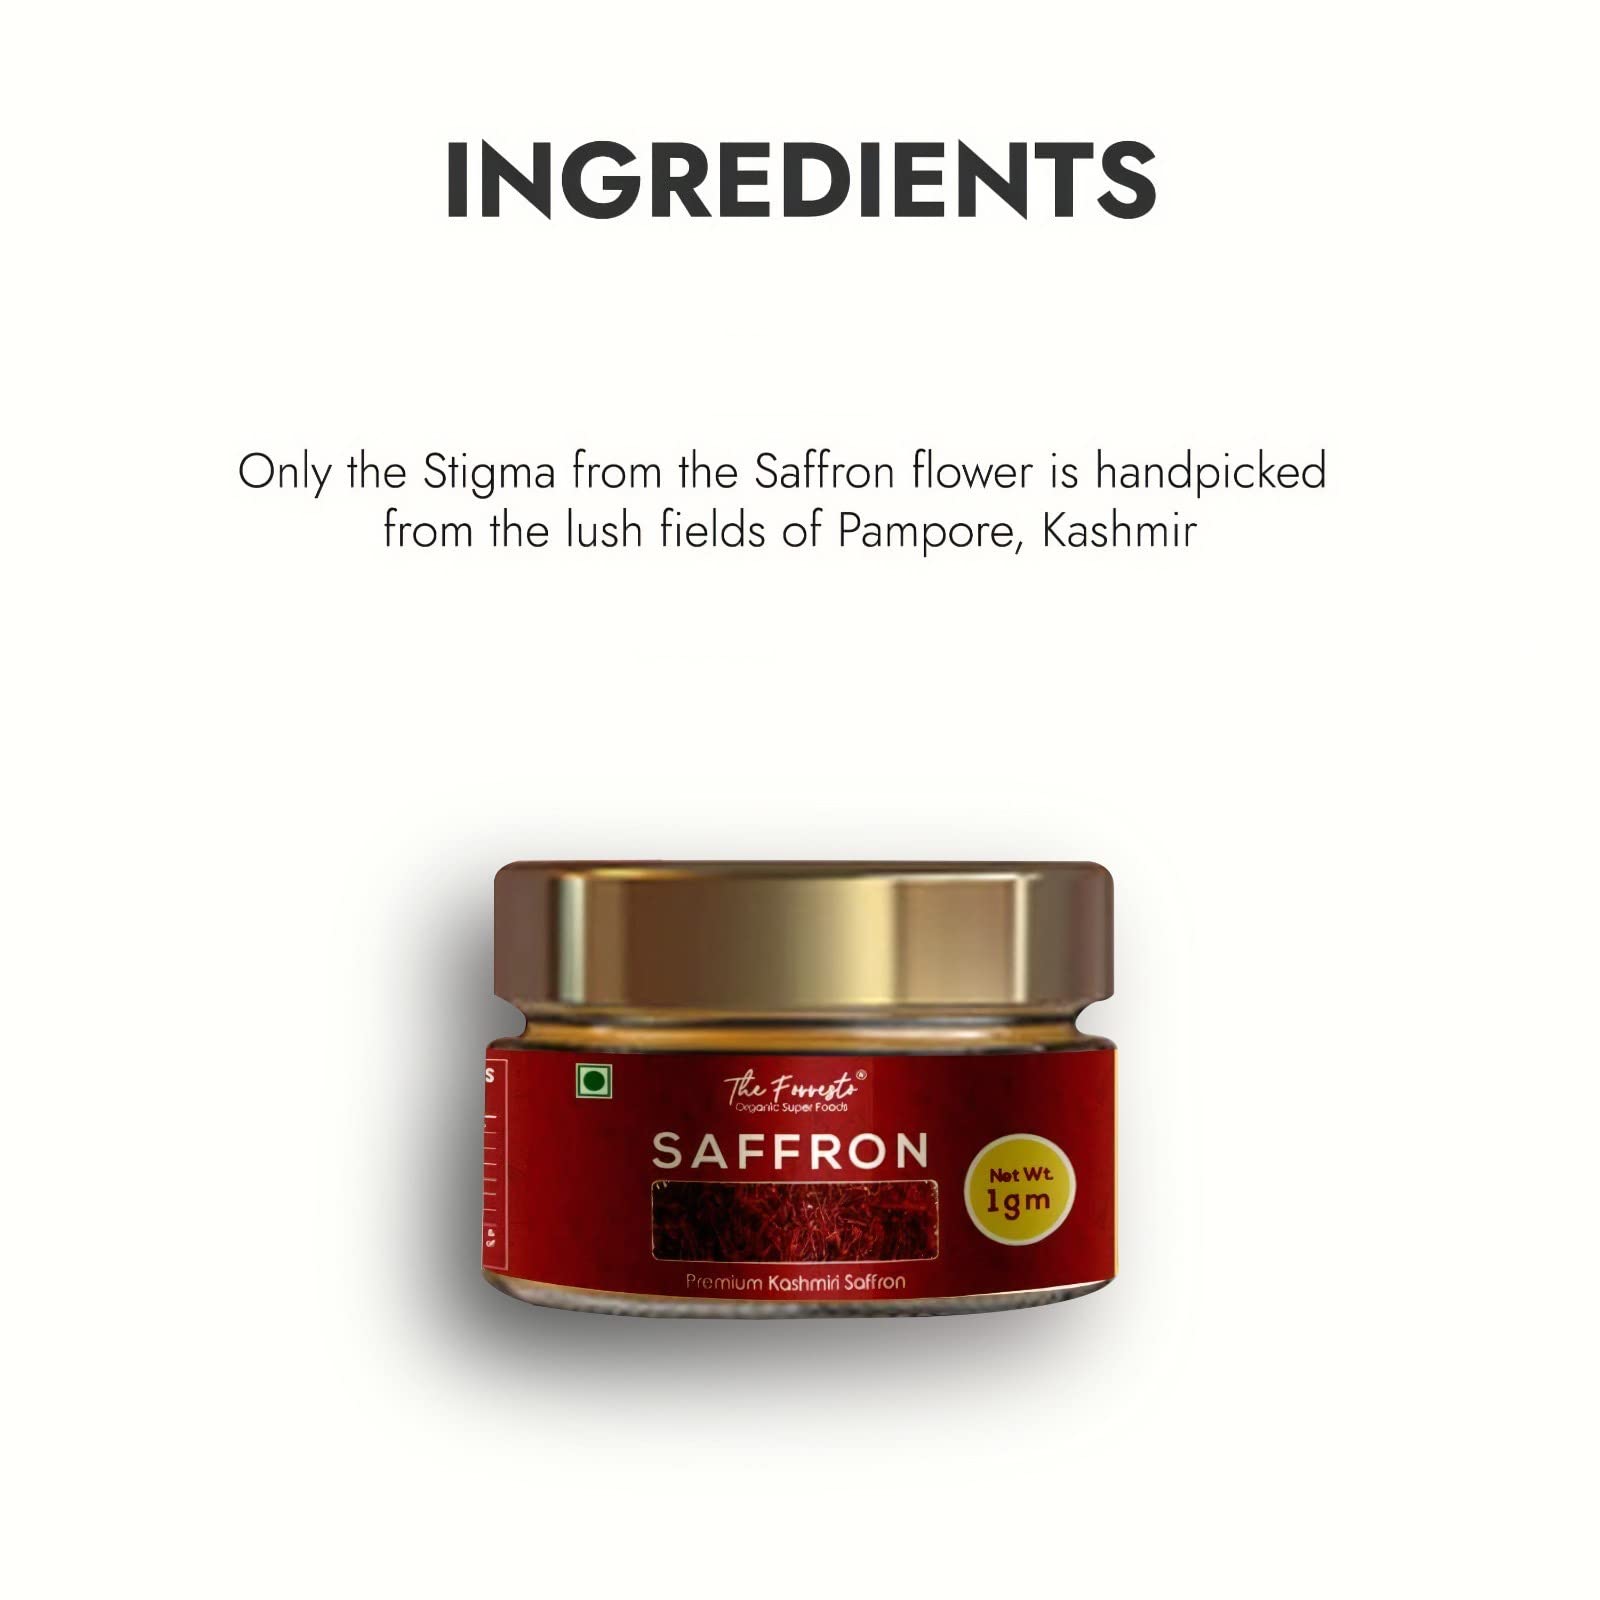 INGREDIENTS
Only the Stigma from the Saffron flower is handpicked
from the lush fields of Pampore, Kashmir
The Forresto®
Organic Super Foods
SAFFRON
Net Wt.
1gm
Premium Kashmiri Saffron